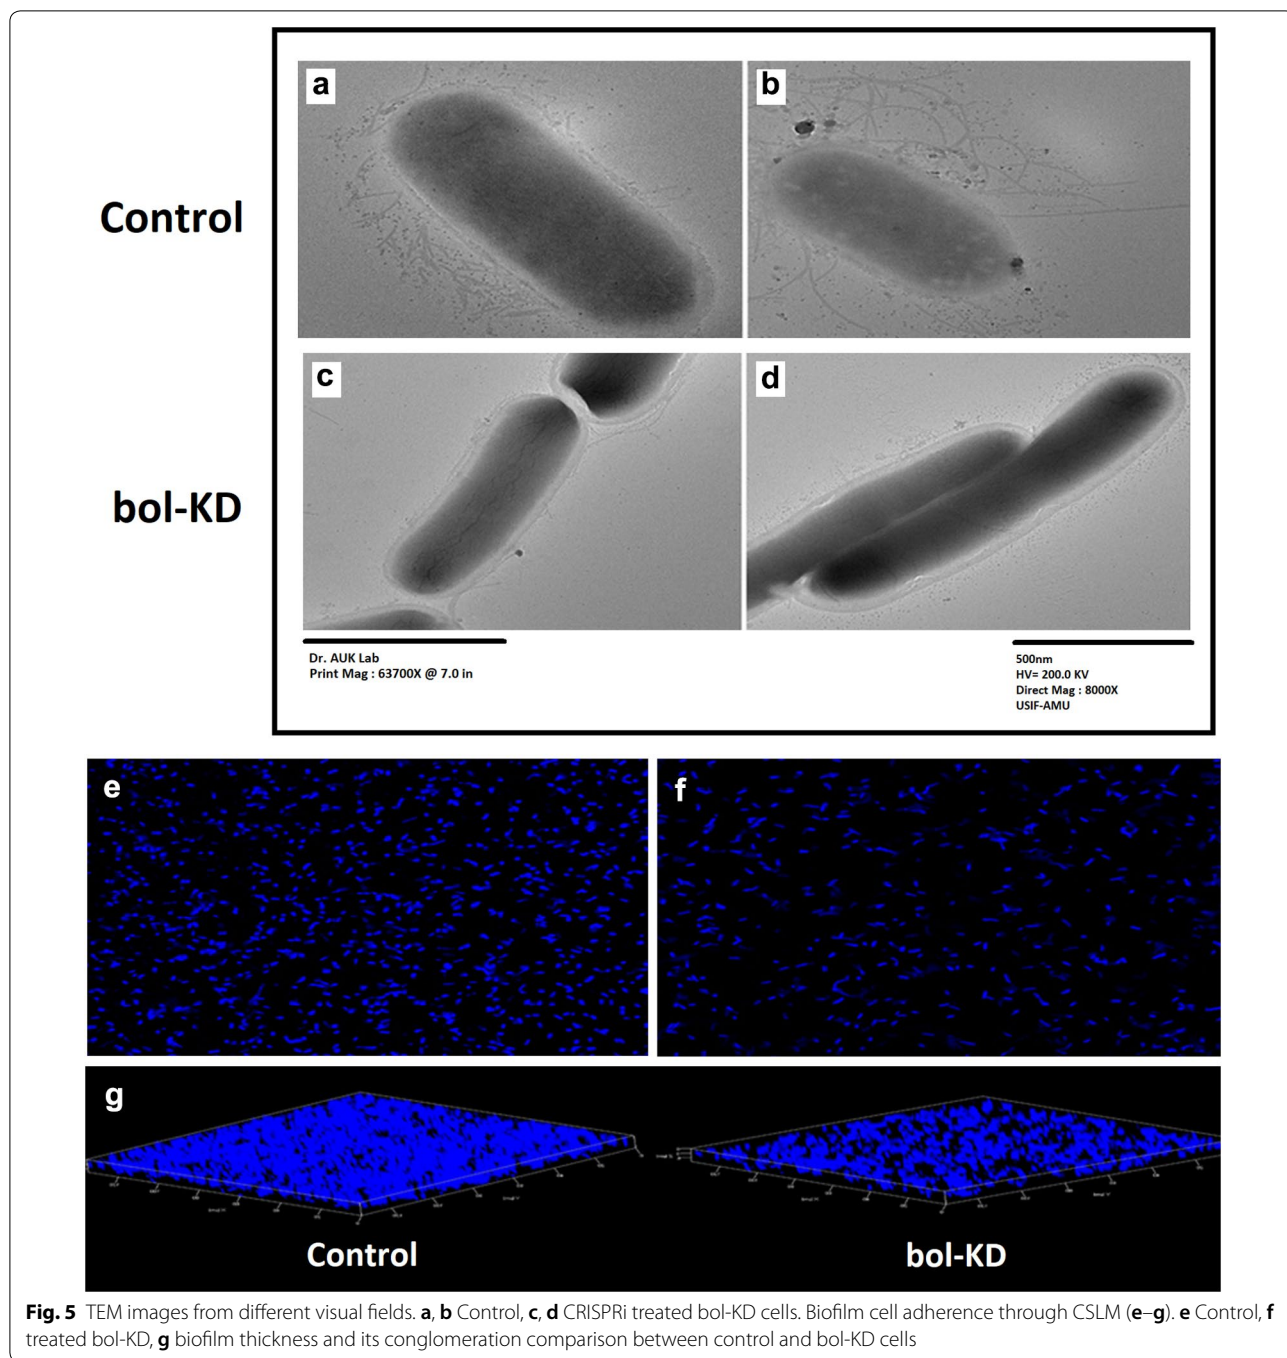 a
b
Control
c
d
bol-KD
Dr. AUK Lab
Print Mag : 63700X @ 7.0 in
500nm
HV= 200.0 KV
Direct Mag : 8000X
USIF-AMU
e
f
g
Control
bol-KD
Fig. 5 TEM images from different visual fields. a, b Control, c, d CRISPRi treated bol-KD cells. Biofilm cell adherence through CSLM (e–g). e Control, f
treated bol-KD, g biofilm thickness and its conglomeration comparison between control and bol-KD cells